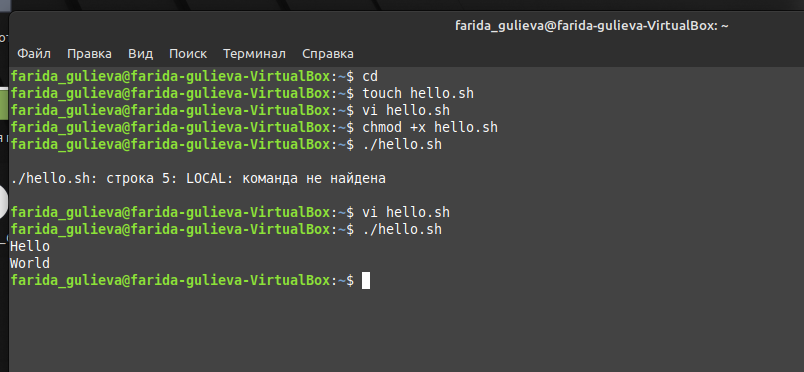 farida_gulieva@farida-gulieva-VirtualBox: ~
Файл Правка Вид Поиск Терминал Справка
farida_gulieva@farida-gulieva-VirtualBox:~$ cd
farida_gulieva@farida-gulieva-VirtualBox:~$ touch hello.sh
farida_gulieva@farida-gulieva-VirtualBox:~$ vi hello.sh
farida_gulieva@farida-gulieva-VirtualBox:~$ chmod +x hello.sh
farida_gulieva@farida-gulieva-VirtualBox:~$ ./hello.sh
./hello.sh: строка 5: LOCAL: команда не найдена
farida_gulieva@farida-gulieva-VirtualBox:~$ vi hello.sh
farida_gulieva@farida-gulieva-VirtualBox:~$ ./hello.sh
Hello
World
farida_gulieva@farida-gulieva-VirtualBox:~$